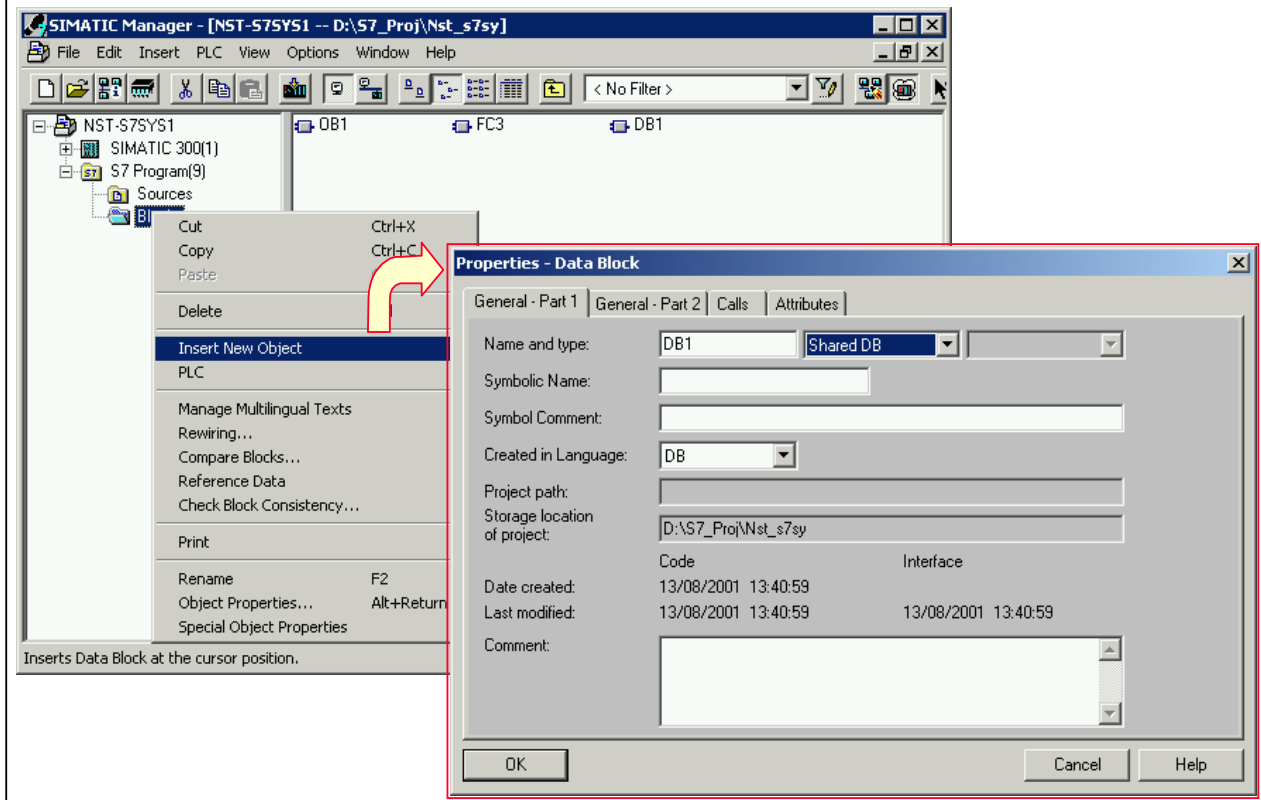 SIMATIC Manager - [NST-S7SYS1 -- D:\S7_Proj\Nst_s7sy]
File Edit Insert PLC View Options Window Help
< No Filter >
NST-S7SYS1
SIMATIC 300(1)
S7 Program(9)
Sources
OB1 FC3 DB1
Cut Ctrl+X
Copy Ctrl+C
Paste
Delete
Insert New Object
PLC
Manage Multilingual Texts
Rewiring...
Compare Blocks...
Reference Data
Check Block Consistency...
Print
Rename F2
Object Properties... Alt+Return
Special Object Properties
Inserts Data Block at the cursor position.
Properties - Data Block
General - Part 1 General - Part 2 Calls Attributes
Name and type: DB1 Shared DB
Symbolic Name:
Symbol Comment:
Created in Language: DB
Project path:
Storage location
of project: D:\S7_Proj\Nst_s7sy
Code Interface
Date created: 13/08/2001 13:40:59
Last modified: 13/08/2001 13:40:59 13/08/2001 13:40:59
Comment:
OK Cancel Help